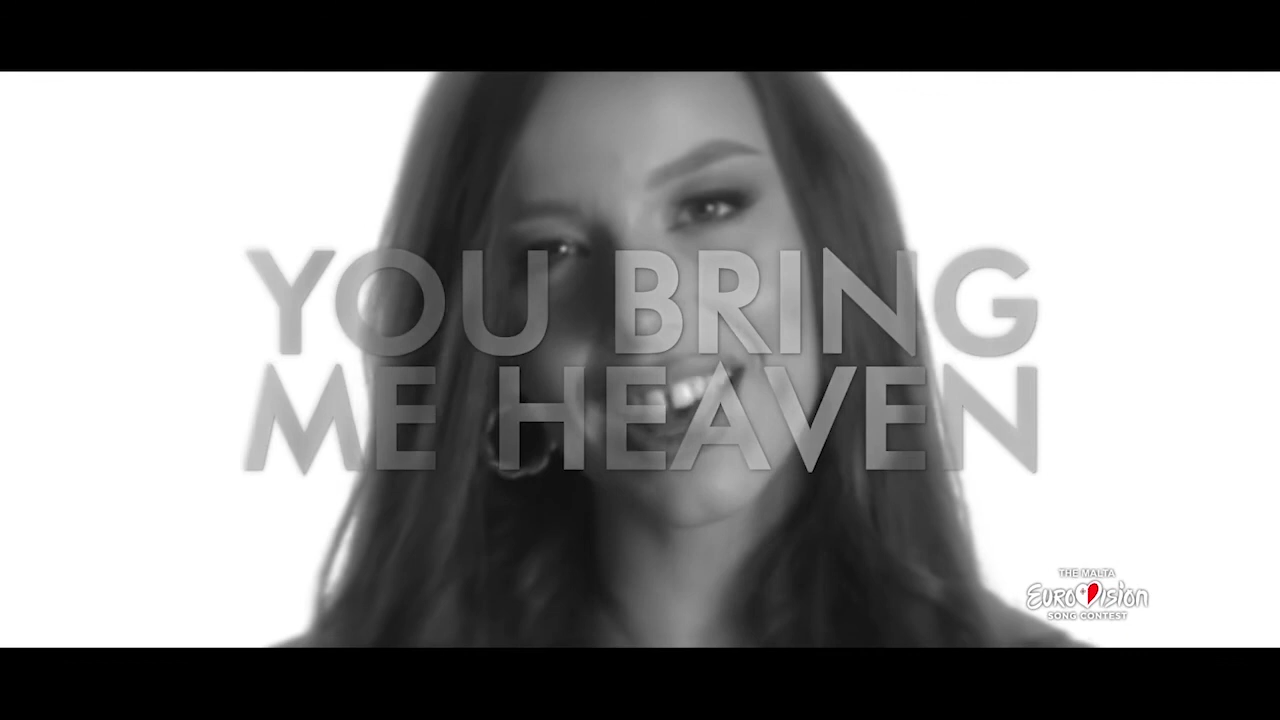 YOU BRING
ME HEAVEN
THE MALTA
EUROVISION
SONG CONTEST